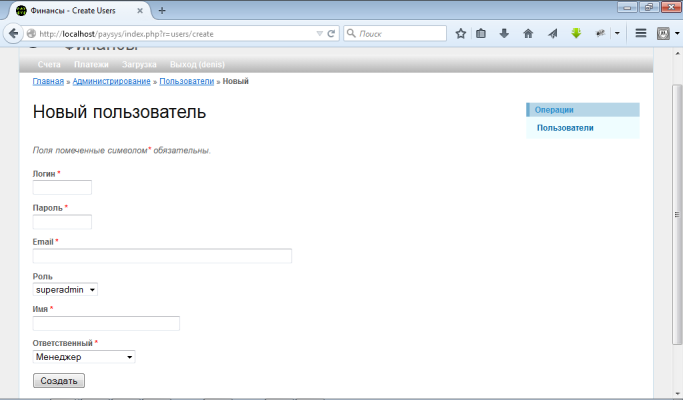 Финансы - Create Users
http://localhost/paysys/index.php?r=users/create
Поиск
Финансы
Счета Платежи Загрузка Выход (denis)
Главная » Администрирование » Пользователи » Новый
Новый пользователь
Операции
Пользователи
Поля помеченные символом* обязательны.
Логин *
Пароль *
Email *
Роль
superadmin
Имя *
Ответственный *
Менеджер
Создать